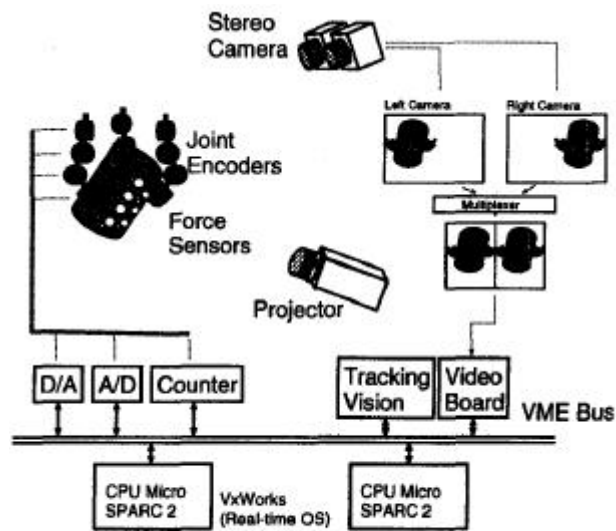 Stereo
Camera
Left Camera
Right Camera
Joint
Encoders
Multiplexer
Force
Sensors
Projector
D/A
A/D
Counter
Tracking
Vision
Video
Board
VME Bus
CPU Micro
SPARC 2
VxWorks
(Real-time OS)
CPU Micro
SPARC 2